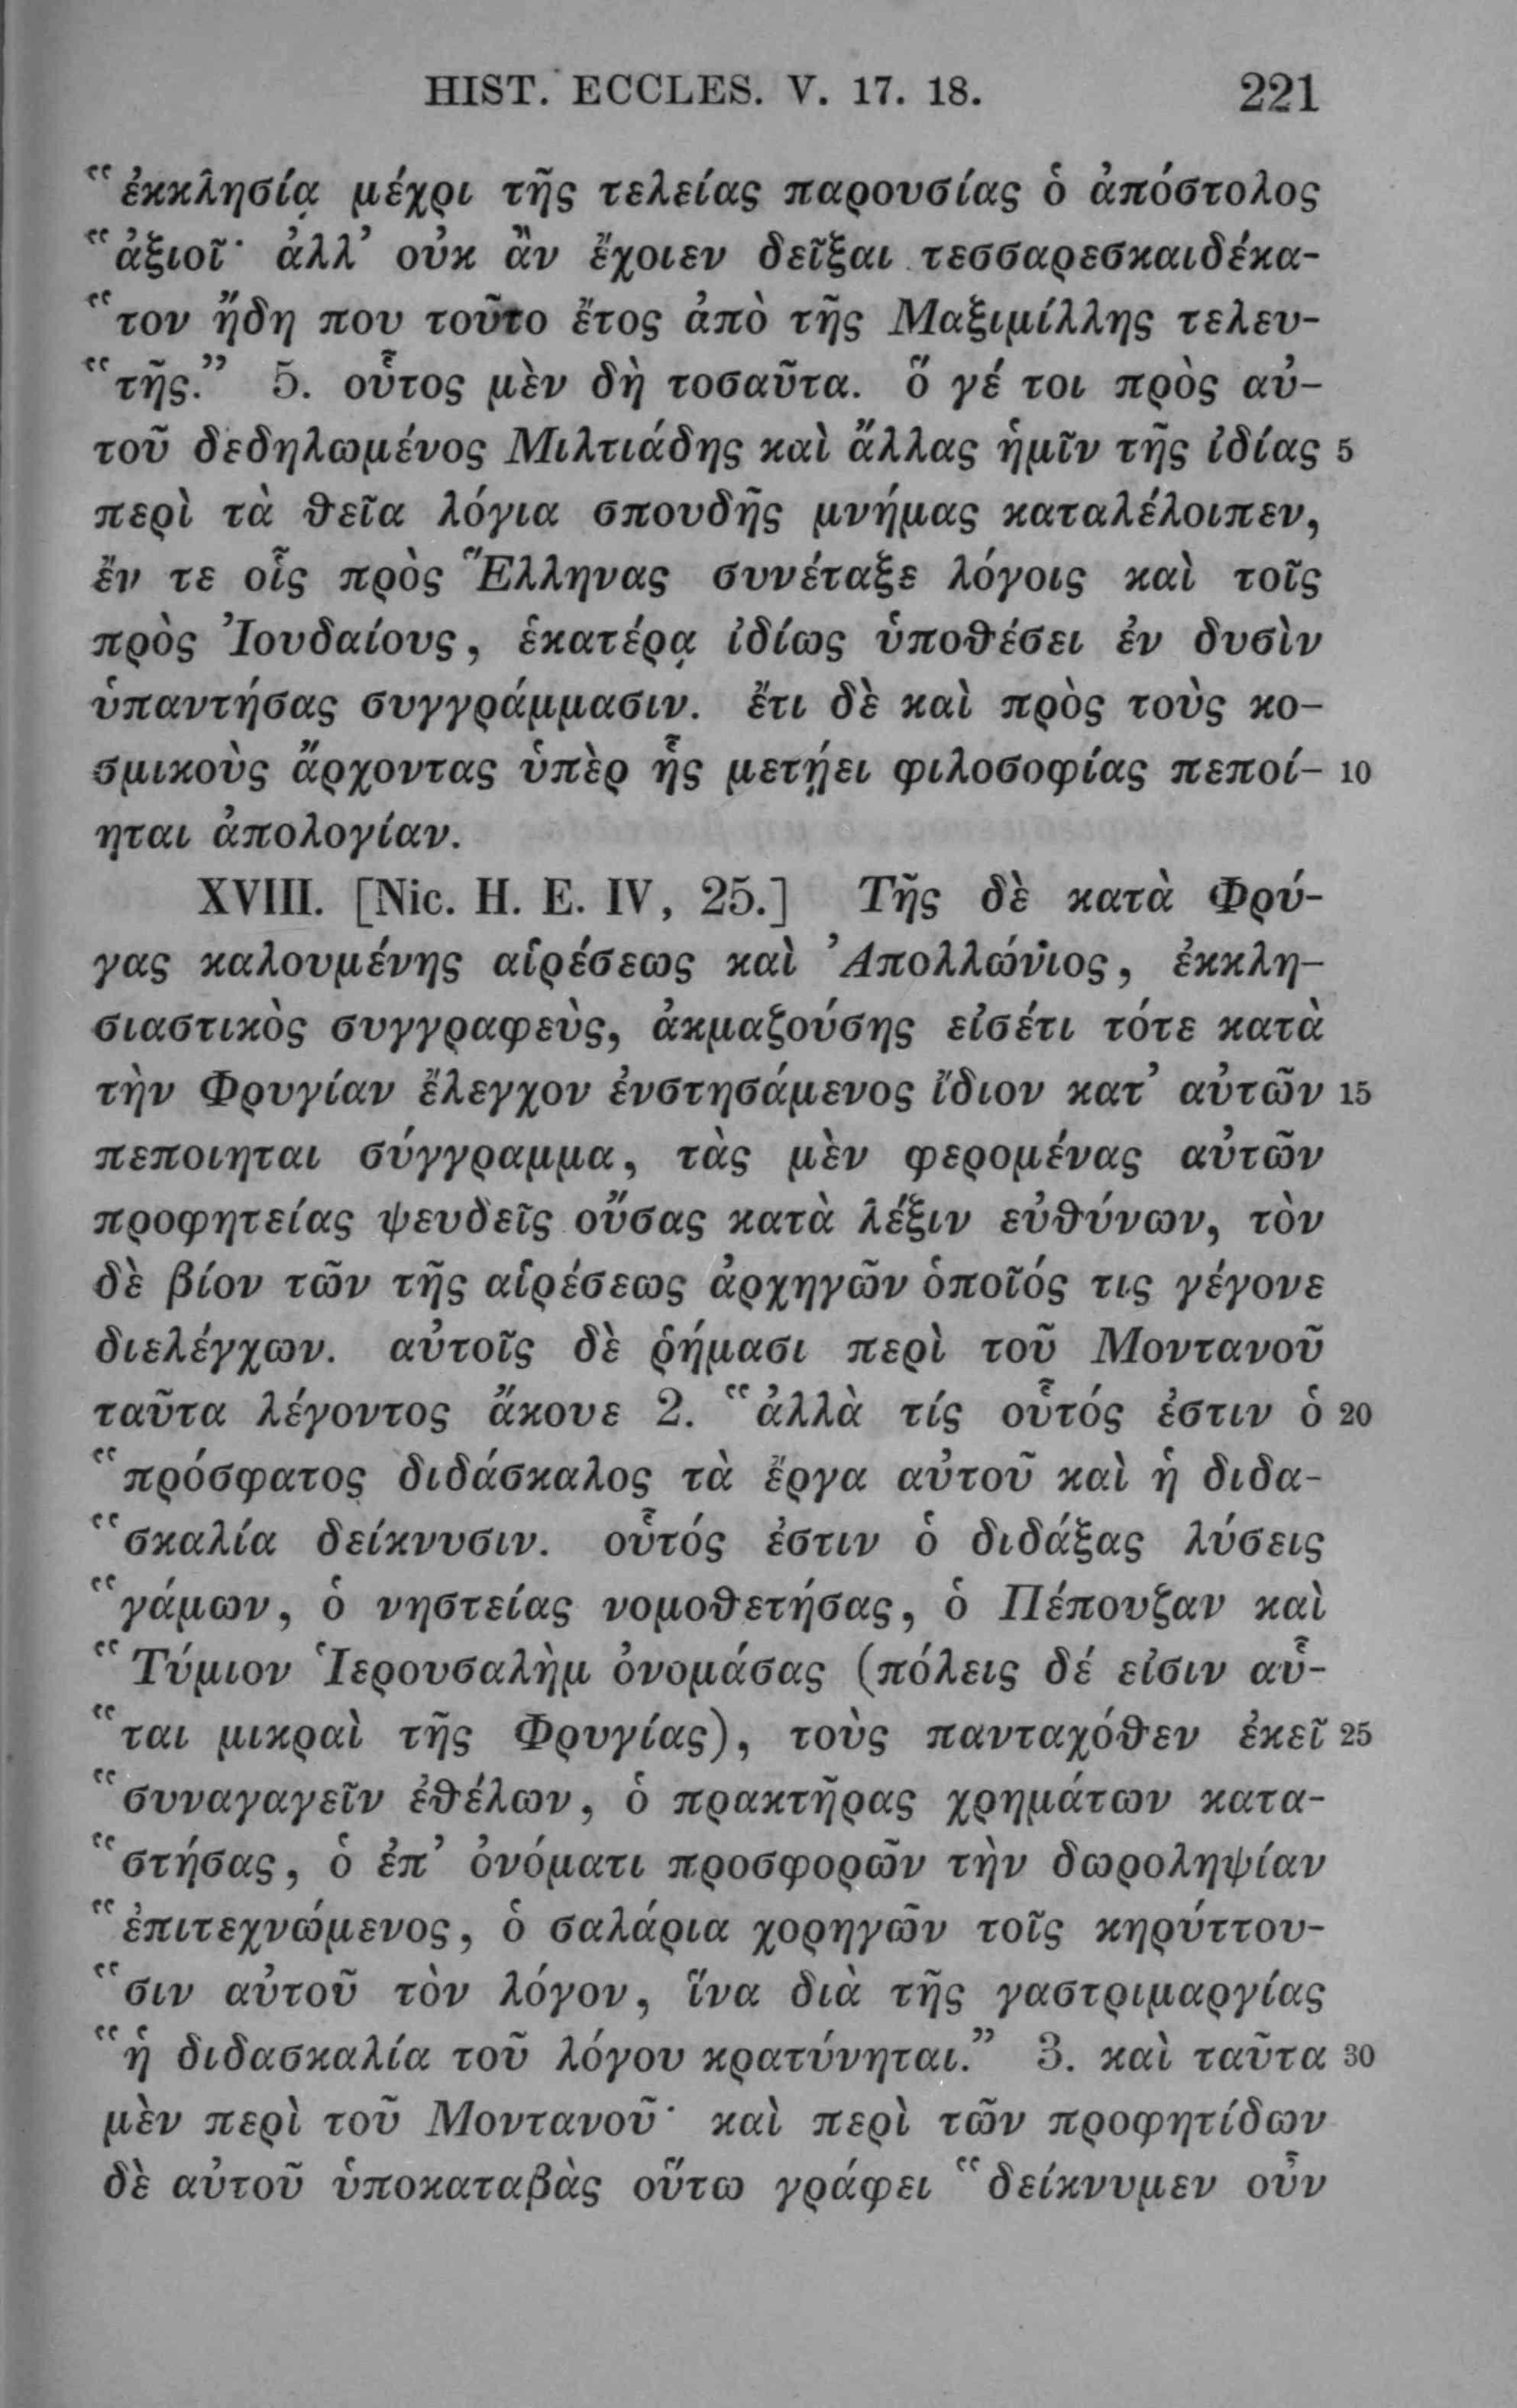 HIST. ECCLES. V. 17. 18. 221
“ἐκκλησίᾳ μέχρι τῆς τελείας παρουσίας ὁ ἀπόστολος
“ἀξιοῖ· ἀλλ’ οὐκ ἂν ἔχοιεν δεῖξαι τεσσαρεσκαιδέκα-
“τον ἤδη που τοῦτο ἔτος ἀπὸ τῆς Μαξιμίλλης τελευ-
“τῆς.” 5. οὗτος μὲν δὴ τοσαῦτα. ὅ γέ τοι πρὸς αὐ-
τοῦ δεδηλωμένος Μιλτιάδης καὶ ἄλλας ἡμῖν τῆς ἰδίας 5
περὶ τὰ θεῖα λόγια σπουδῆς μνήμας καταλέλοιπεν,
ἔν τε οἷς πρὸς Ἕλληνας συνέταξε λόγοις καὶ τοῖς
πρὸς Ἰουδαίους, ἑκατέρᾳ ἰδίως ὑποθέσει ἐν δυσὶν
ὑπαντήσας συγγράμμασιν. ἔτι δὲ καὶ πρὸς τοὺς κο-
σμικοὺς ἄρχοντας ὑπὲρ ἧς μετῄει φιλοσοφίας πεποί- 10
ηται ἀπολογίαν.
XVIII. [Nic. H. E. IV, 25.] Τῆς δὲ κατὰ Φρύ-
γας καλουμένης αἱρέσεως καὶ Ἀπολλώνιος, ἐκκλη-
σιαστικὸς συγγραφεὺς, ἀκμαζούσης εἰσέτι τότε κατὰ
τὴν Φρυγίαν ἔλεγχον ἐνστησάμενος ἴδιον κατ’ αὐτῶν 15
πεποιηται σύγγραμμα, τὰς μὲν φερομένας αὐτῶν
προφητείας ψευδεῖς οὔσας κατὰ λέξιν εὐθύνων, τὸν
δὲ βίον τῶν τῆς αἱρέσεως ἀρχηγῶν ὁποῖός τις γέγονε
διελέγχων. αὐτοῖς δὲ ῥήμασι περὶ τοῦ Μοντανοῦ
ταῦτα λέγοντος ἄκουε 2. “ἀλλὰ τίς οὗτός ἐστιν ὁ 20
“πρόσφατος διδάσκαλος τὰ ἔργα αὐτοῦ καὶ ἡ διδα-
“σκαλία δείκνυσιν. οὗτός ἐστιν ὁ διδάξας λύσεις
“γάμων, ὁ νηστείας νομοθετήσας, ὁ Πέπουζαν καὶ
“Τύμιον Ἱερουσαλὴμ ὀνομάσας (πόλεις δέ εἰσιν αὗ-
“ται μικραὶ τῆς Φρυγίας), τοὺς πανταχόθεν ἐκεῖ 25
“συναγαγεῖν ἐθέλων, ὁ πρακτῆρας χρημάτων κατα-
“στήσας, ὁ ἐπ’ ὀνόματι προσφορῶν τὴν δωροληψίαν
“ἐπιτεχνώμενος, ὁ σαλάρια χορηγῶν τοῖς κηρύττου-
“σιν αὐτοῦ τὸν λόγον, ἵνα διὰ τῆς γαστριμαργίας
“ἡ διδασκαλία τοῦ λόγου κρατύνηται.” 3. καὶ ταῦτα 30
μὲν περὶ τοῦ Μοντανοῦ· καὶ περὶ τῶν προφητίδων
δὲ αὐτοῦ ὑποκαταβὰς οὕτω γράφει “δείκνυμεν οὖν